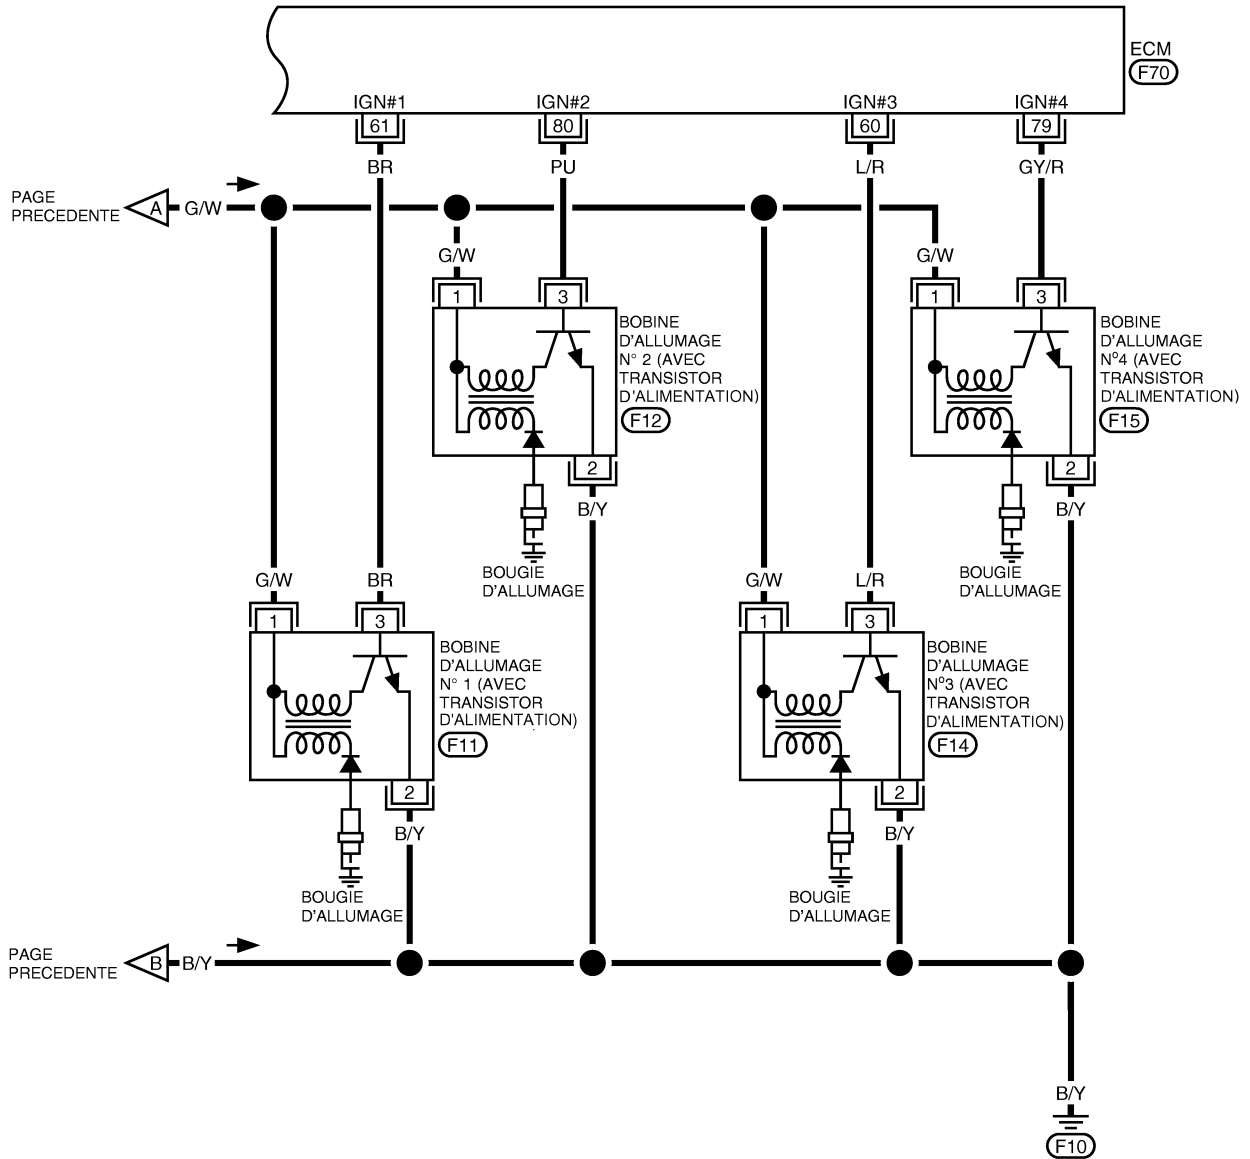 ECM
F70
IGN#1
IGN#2
IGN#3
IGN#4
61
80
60
79
BR
PU
L/R
GY/R
PAGE
PRECEDENTE
A
G/W
G/W
G/W
1
3
1
3
BOBINE
D'ALLUMAGE
N° 2 (AVEC
TRANSISTOR
D'ALIMENTATION)
F12
BOBINE
D'ALLUMAGE
Nº4 (AVEC
TRANSISTOR
D'ALIMENTATION)
F15
2
2
B/Y
B/Y
BOUGIE
D'ALLUMAGE
BOUGIE
D'ALLUMAGE
G/W
BR
G/W
L/R
1
3
1
3
BOBINE
D'ALLUMAGE
N° 1 (AVEC
TRANSISTOR
D'ALIMENTATION)
F11
BOBINE
D'ALLUMAGE
Nº3 (AVEC
TRANSISTOR
D'ALIMENTATION)
F14
2
2
B/Y
B/Y
BOUGIE
D'ALLUMAGE
BOUGIE
D'ALLUMAGE
PAGE
PRECEDENTE
B
B/Y
B/Y
F10